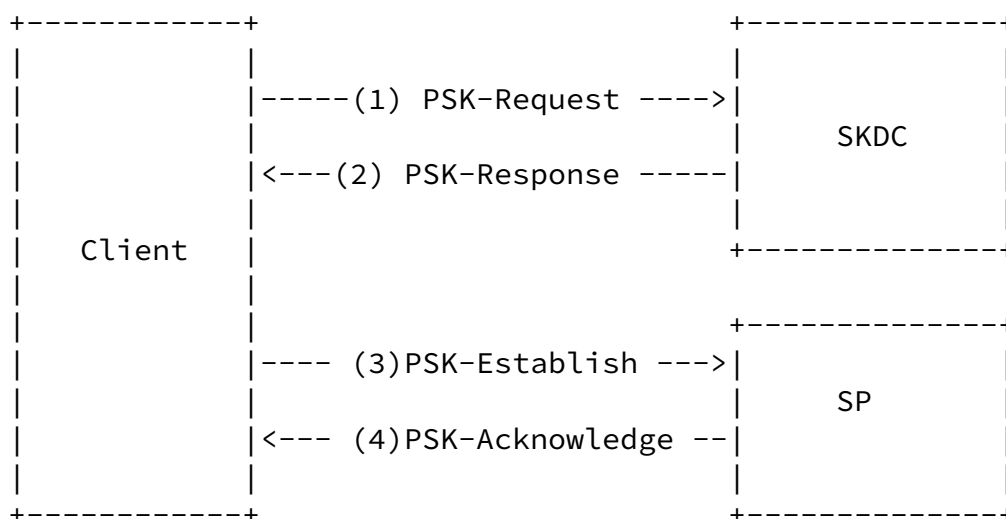 (1) PSK-Request
SKDC
(2) PSK-Response
Client
(3)PSK-Establish
SP
(4)PSK-Acknowledge